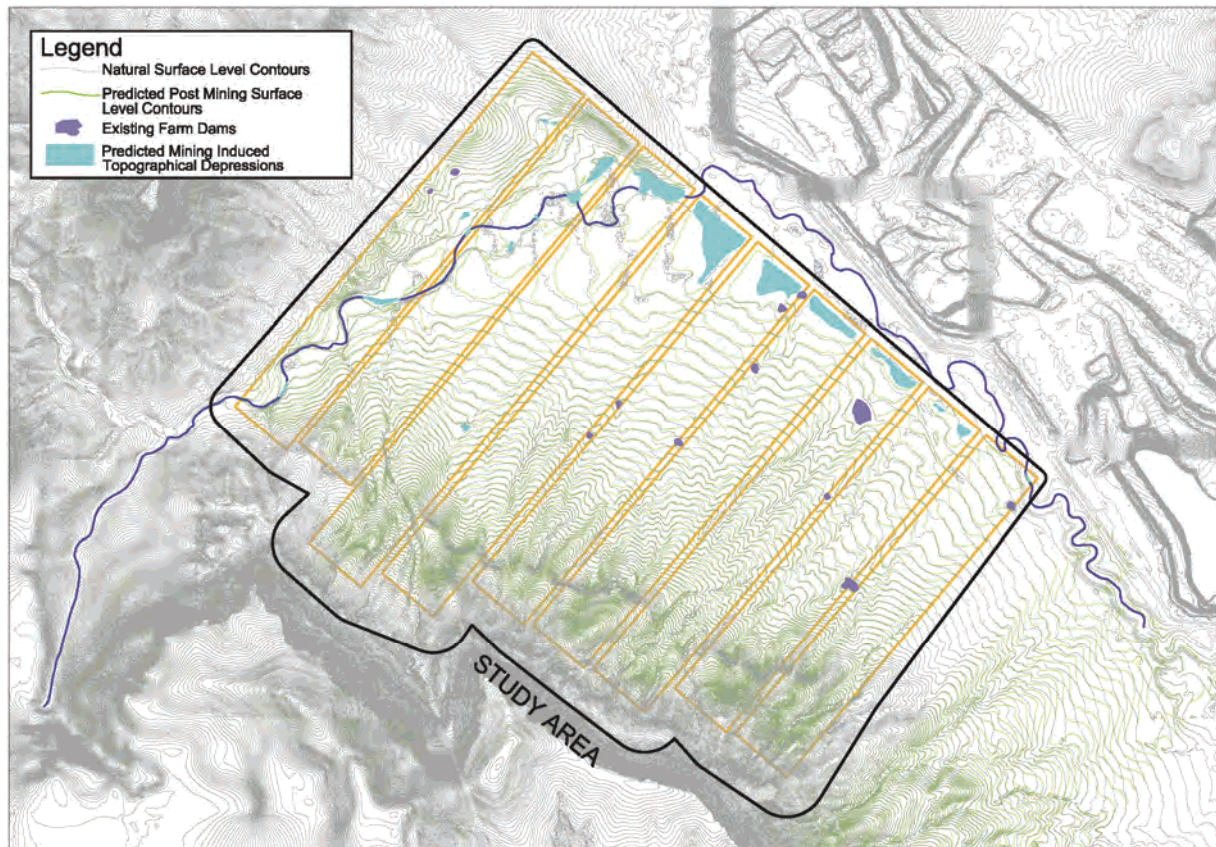 Legend
Natural Surface Level Contours
Predicted Post Mining Surface
Level Contours
Existing Farm Dams
Predicted Mining Induced
Topographical Depressions
STUDY AREA